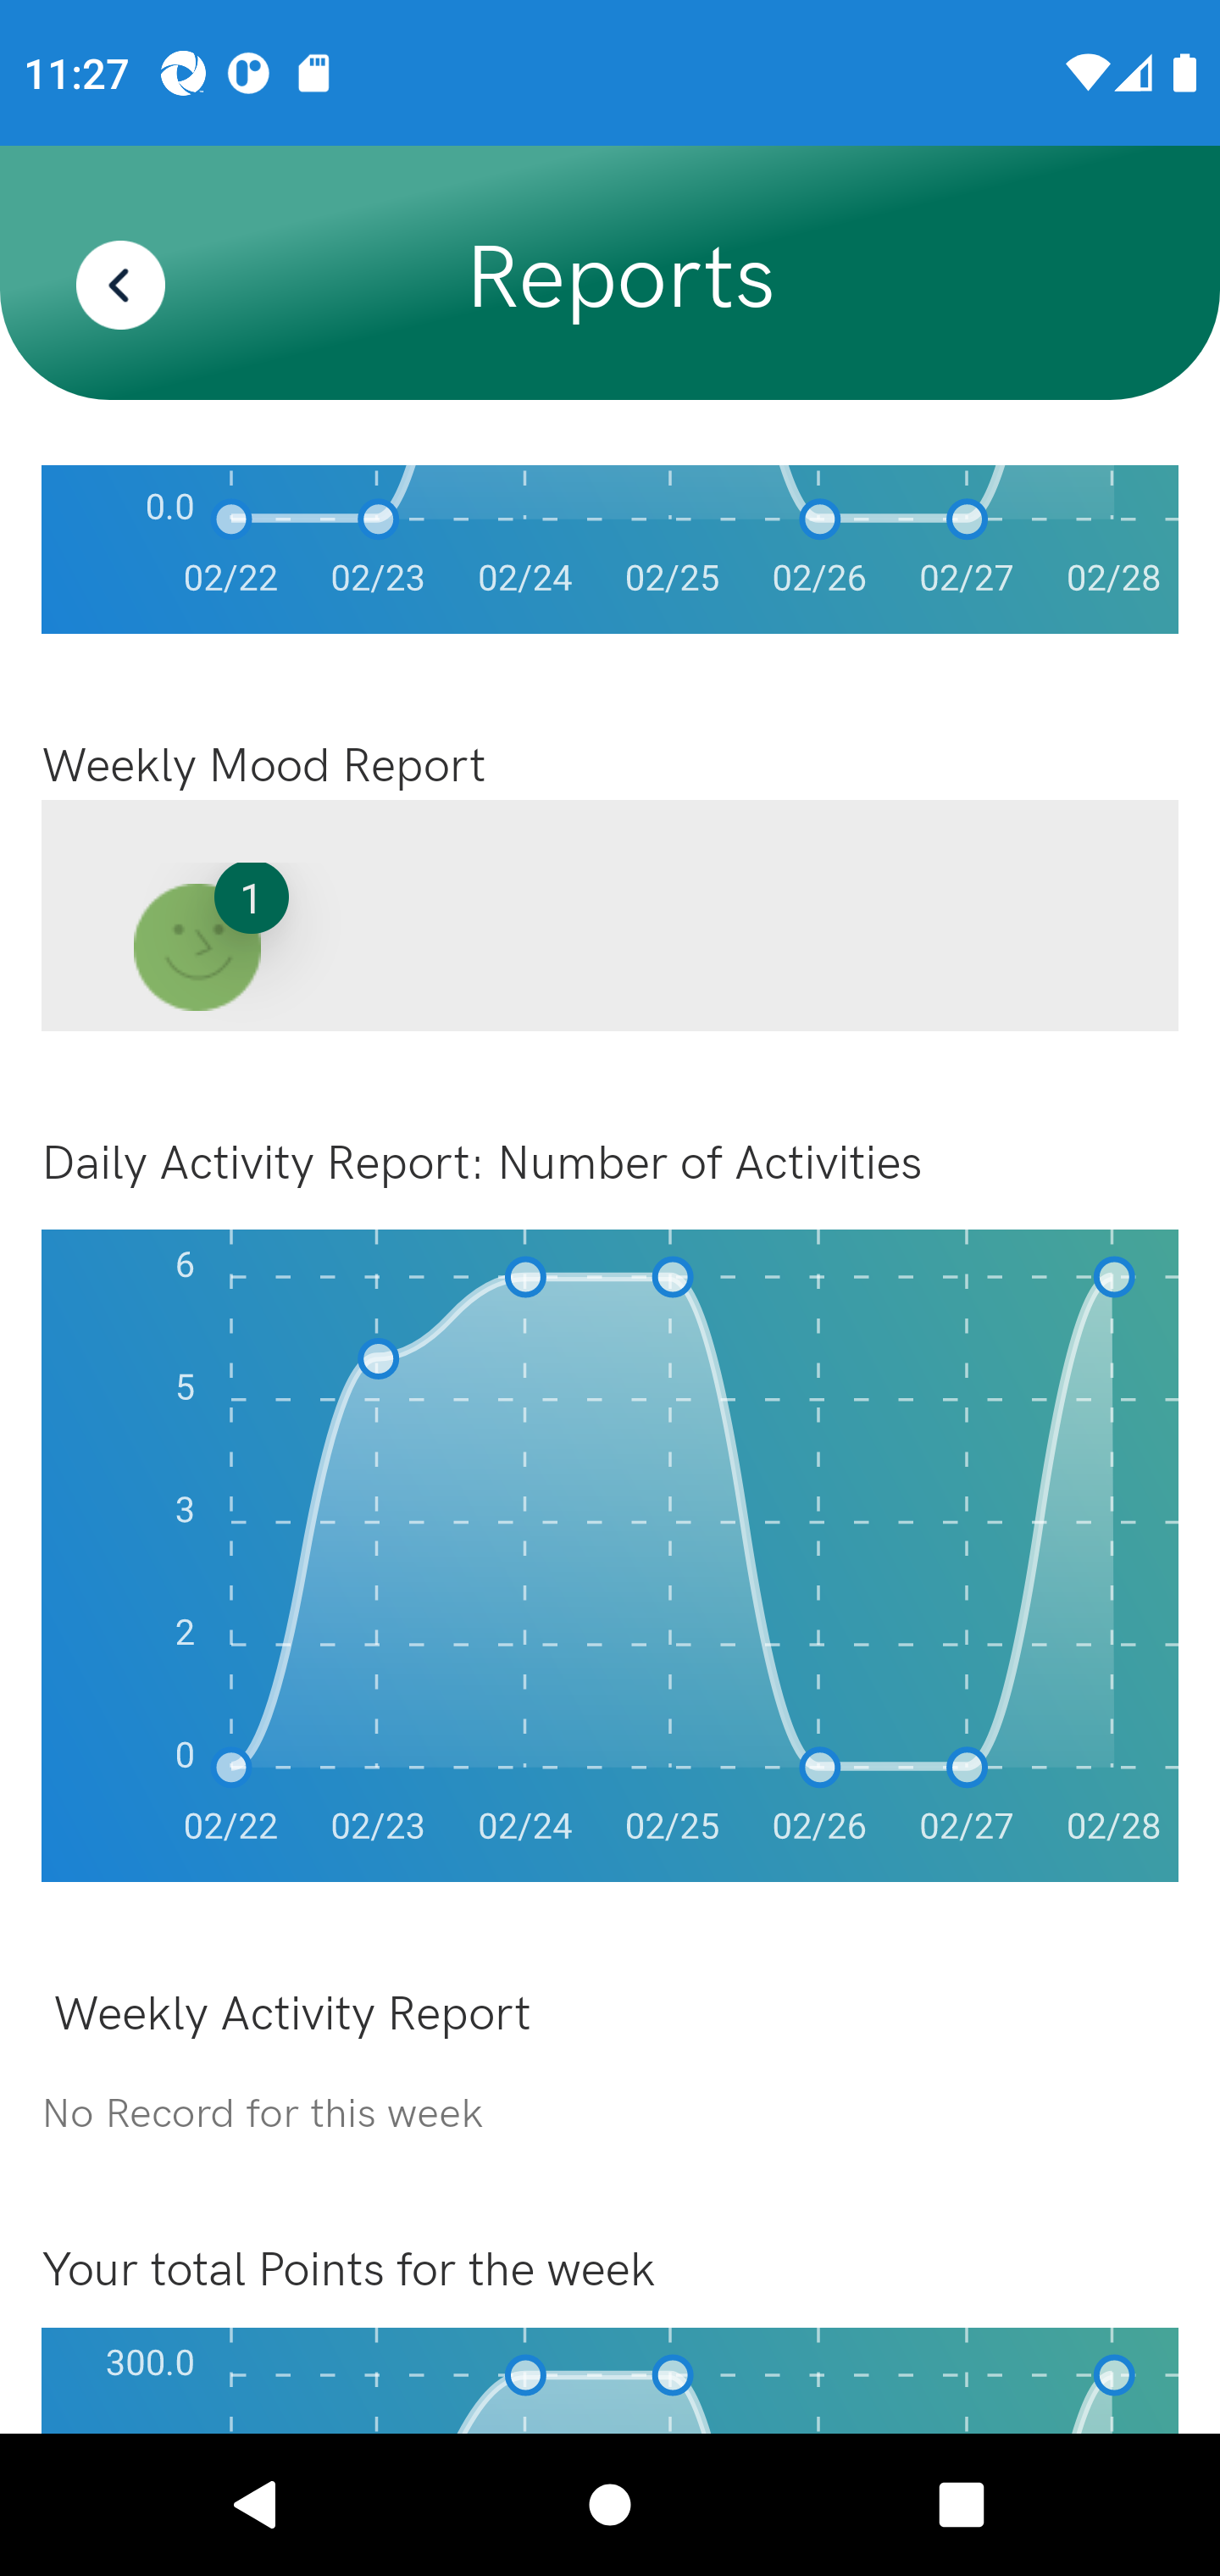 11:27
Reports
0.0
02/22 02/23 02/24 02/25 02/26 02/27 02/28
Weekly Mood Report
1
Daily Activity Report: Number of Activities
6
5
3
2
0
02/22 02/23 02/24 02/25 02/26 02/27 02/28
Weekly Activity Report
No Record for this week
Your total Points for the week
300.0